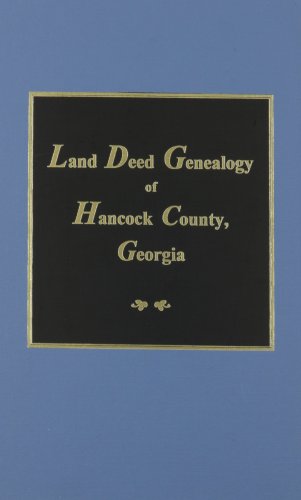 Land Deed Genealogy
of
Hancock County,
Georgia